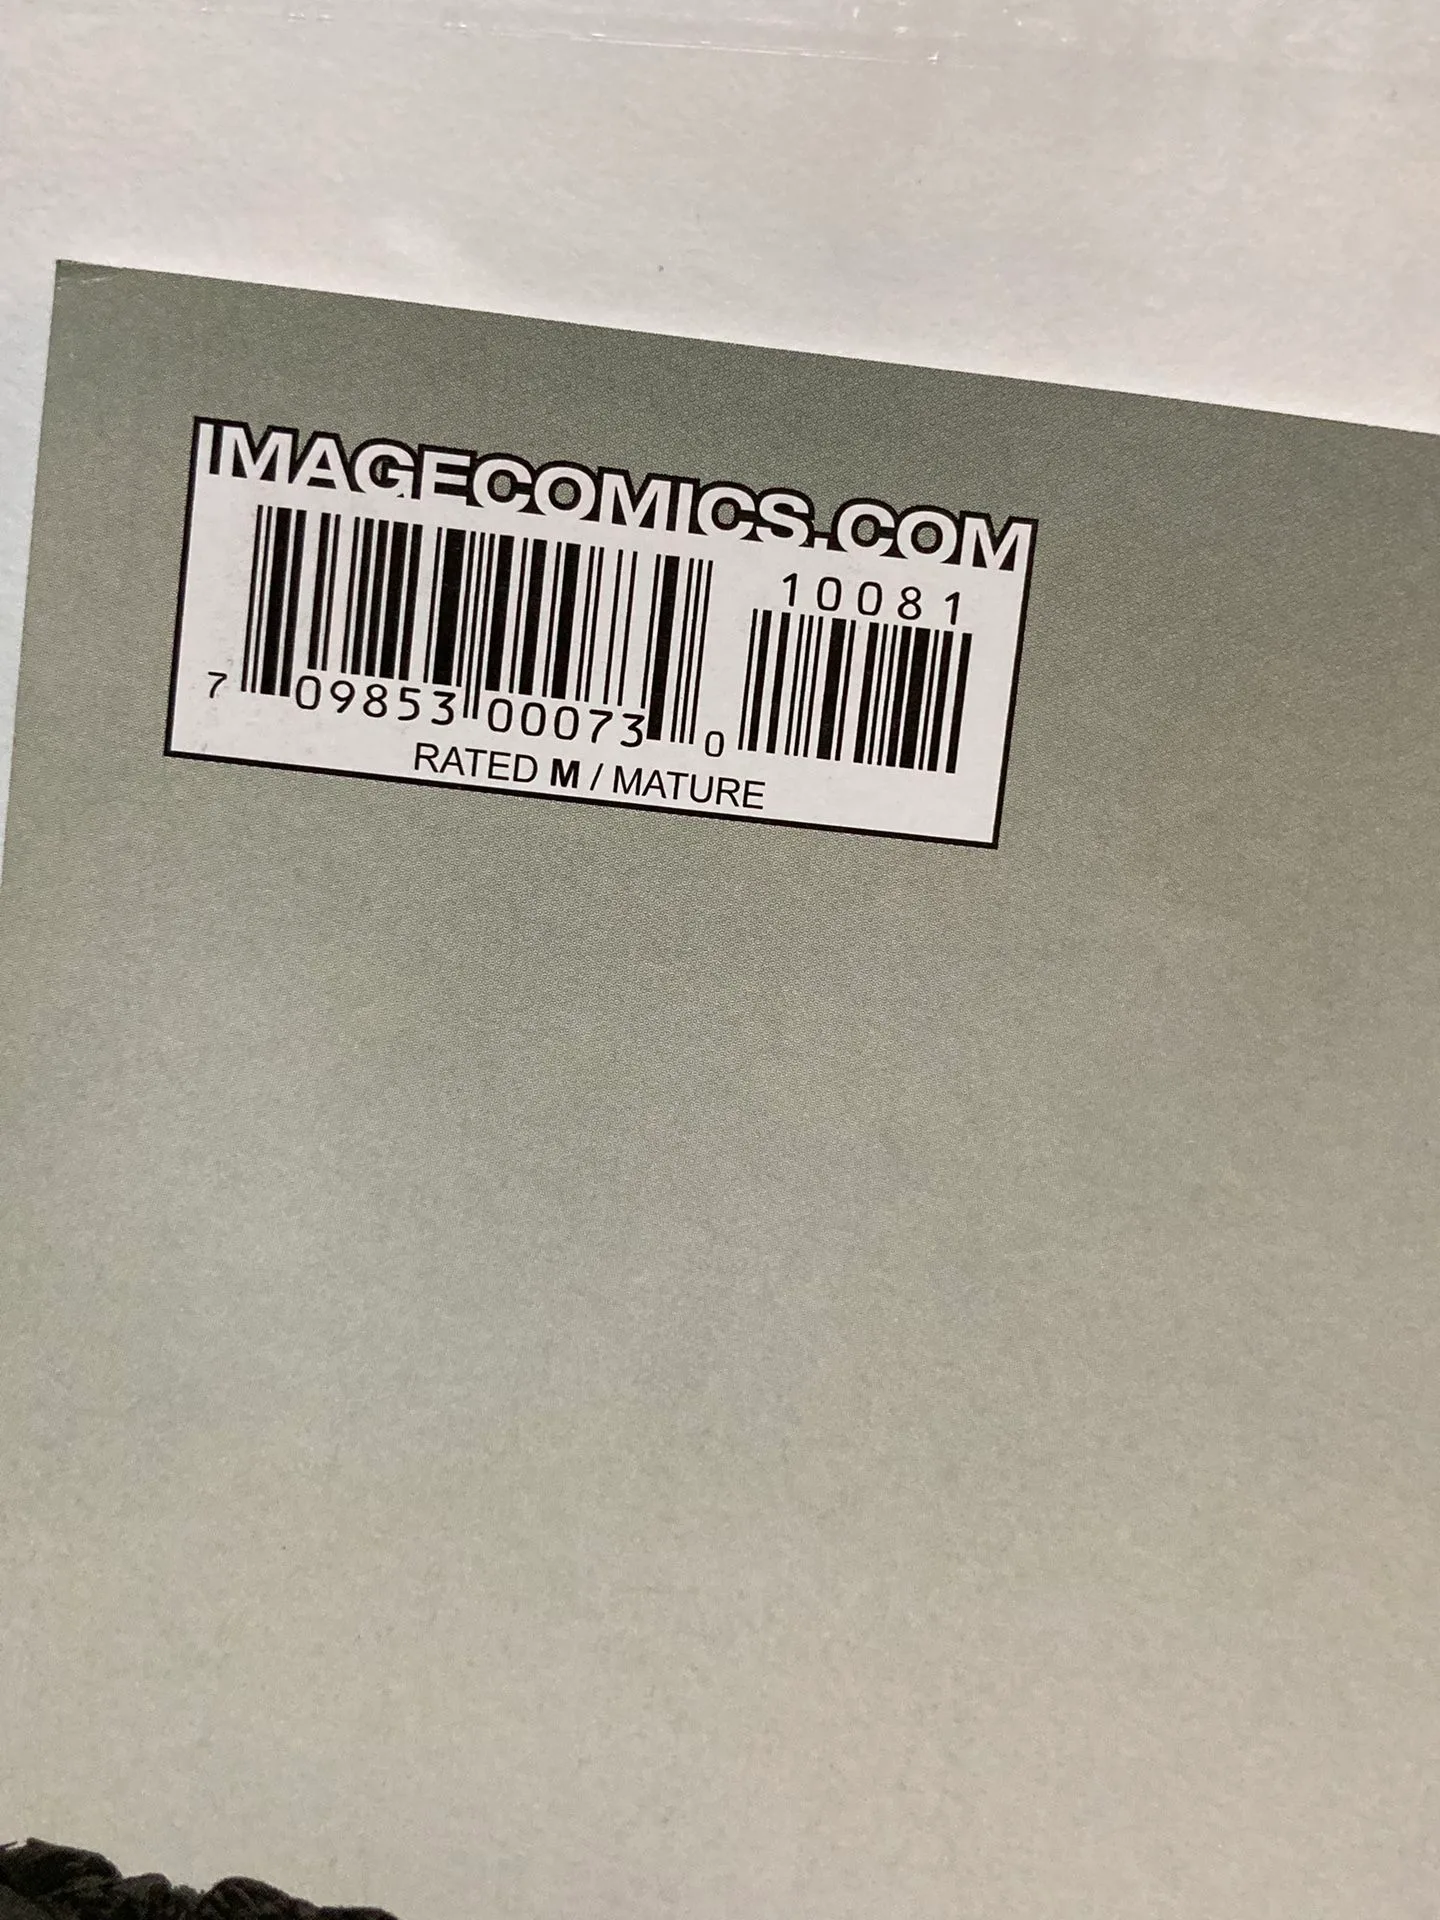 IMAGECOMICS.COM
10081
7 09853 00073 0
RATED M / MATURE